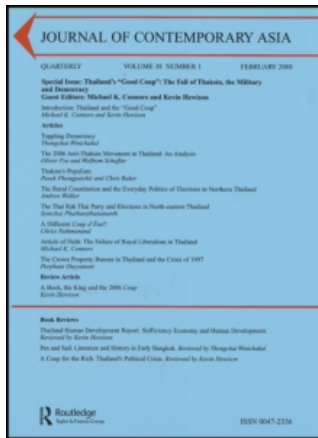 JOURNAL OF CONTEMPORARY ASIA
QUARTERLY VOLUME 38 NUMBER 1 FEBRUARY 2008
Special Issue: Thailand's "Good Coup": The Fall of Thaksin, the Military
and Democracy
Guest Editors: Michael K. Connors and Kevin Hewison
Introduction: Thailand and the "Good Coup"
Michael K. Connors and Kevin Hewison
Articles
Toppling Democracy
Thongchai Winichakul
The 2006 Anti-Thaksin Movement in Thailand: An Analysis
Oliver Pye and Wolfram Schaffar
Thaksin's Populism
Pasuk Phongpaichit and Chris Baker
The Rural Constitution and the Everyday Politics of Elections in Northern Thailand
Andrew Walker
The Thai Rak Thai Party and Elections in North-eastern Thailand
Somchai Phatharathananunth
A Different Coup d'État?
Ukrist Pathmanand
Article of Faith: The Failure of Royal Liberalism in Thailand
Michael K. Connors
The Crown Property Bureau in Thailand and the Crisis of 1997
Porphant Ouyyanont
Review Article
A Book, the King and the 2006 Coup
Kevin Hewison
Book Reviews
Thailand Human Development Report: Sufficiency Economy and Human Development.
Reviewed by Kevin Hewison
Pen and Sail: Literature and History in Early Bangkok. Reviewed by Thongchai Winichakul
A Coup for the Rich. Thailand's Political Crisis. Reviewed by Kevin Hewison
Routledge
Taylor & Francis Group
ISSN 0047-2336